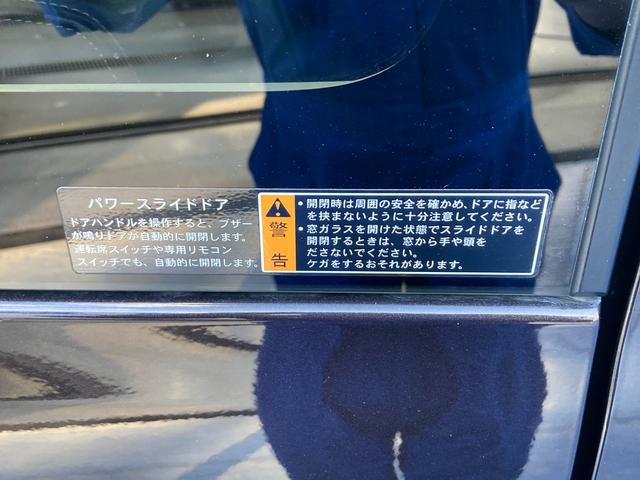 パワースライドドア
ドアハンドルを操作すると、ブザー
が鳴りドアが自動的に開閉します。
運転席スイッチや専用リモコン
スイッチでも、自動的に開閉します。
警告
・開閉時は周囲の安全を確かめ、ドアに指など
を挟まないように十分注意してください。
・窓ガラスを開けた状態でスライドドアを
開閉するときは、窓から手や頭を
ださないでください。
ケガをするおそれがあります。